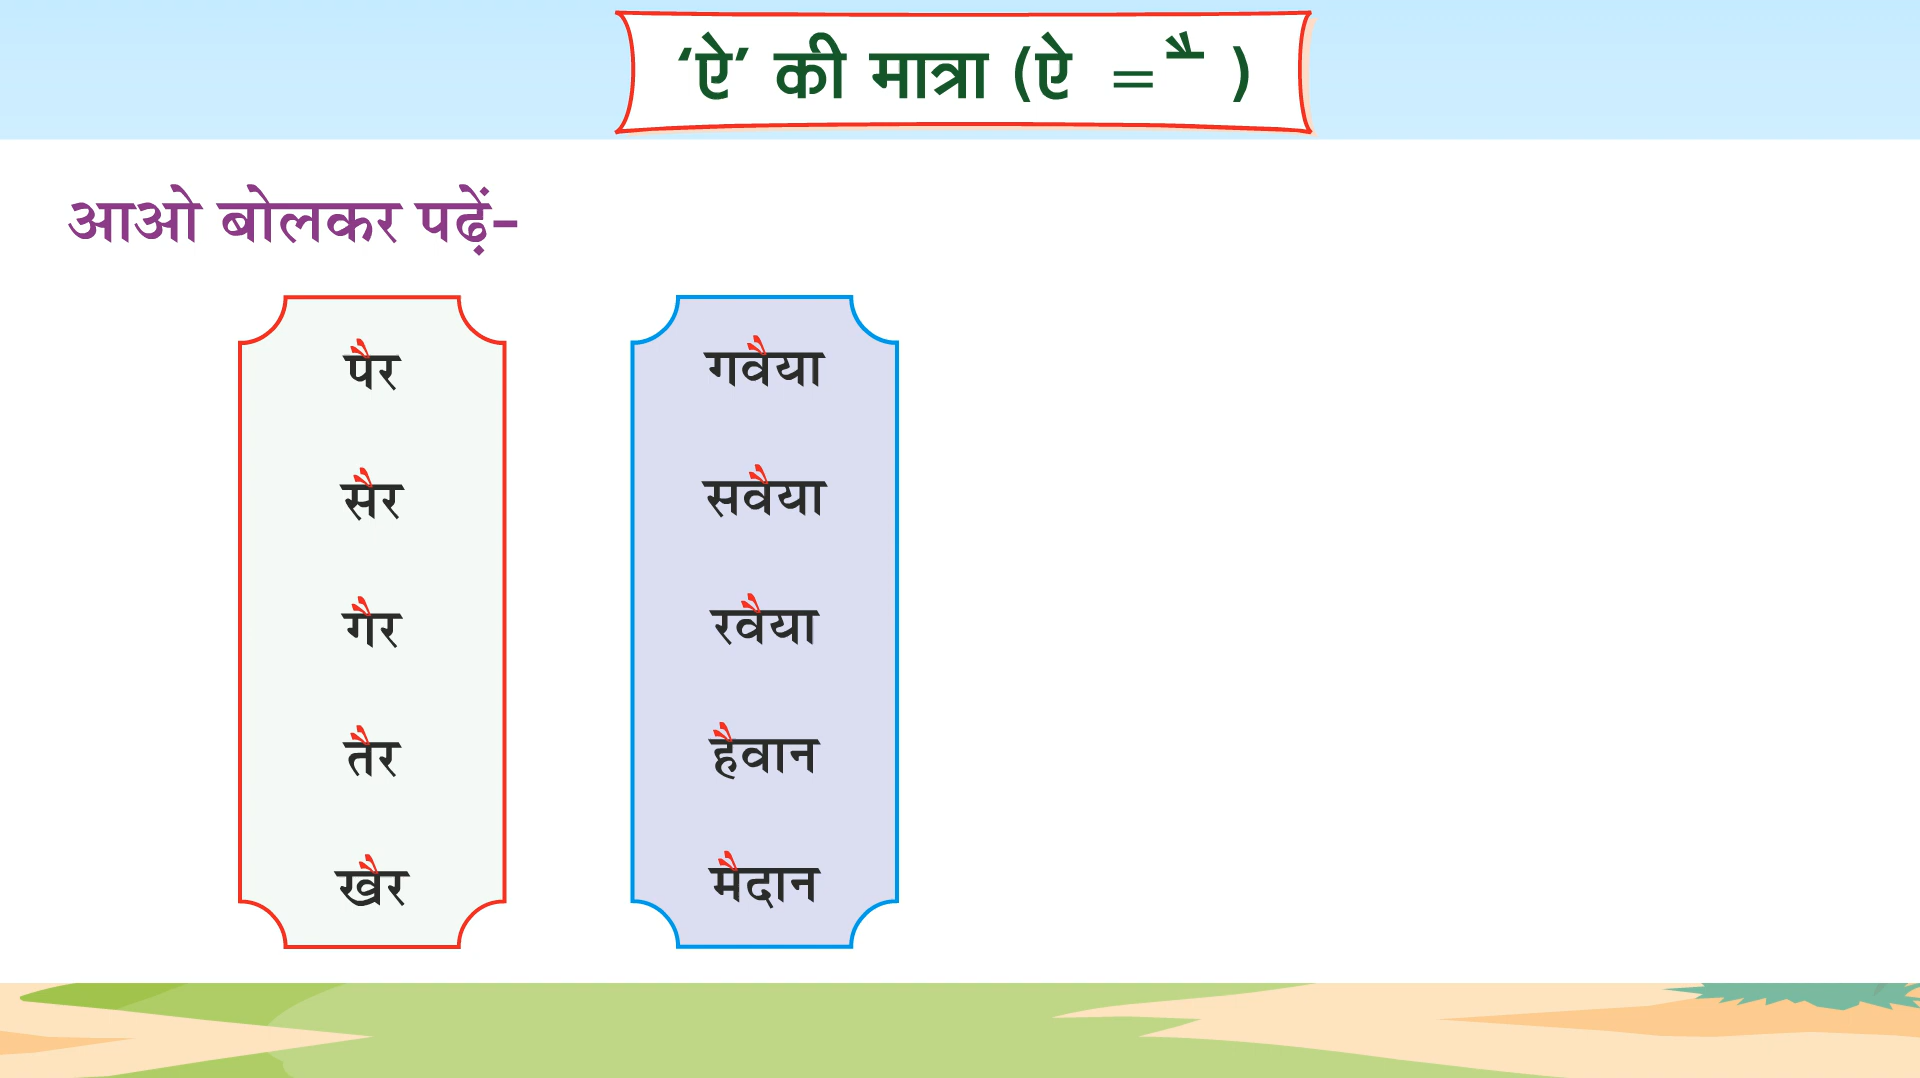 ‘ऐ’ की मात्रा (ऐ = ै )
आओ बोलकर पढ़ें-
पैर
सैर
गैर
तैर
खैर
गवैया
सवैया
रवैया
हैवान
मैदान